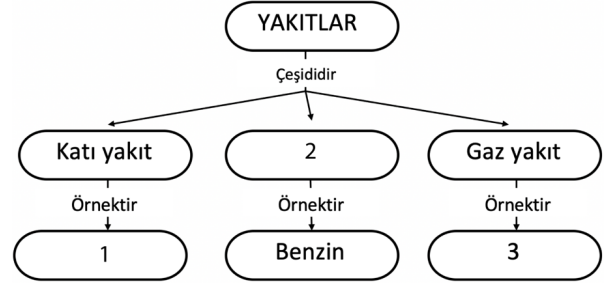 YAKITLAR
Çeşididir
Katı yakıt
2
Gaz yakıt
Örnektir
Örnektir
Örnektir
1
Benzin
3